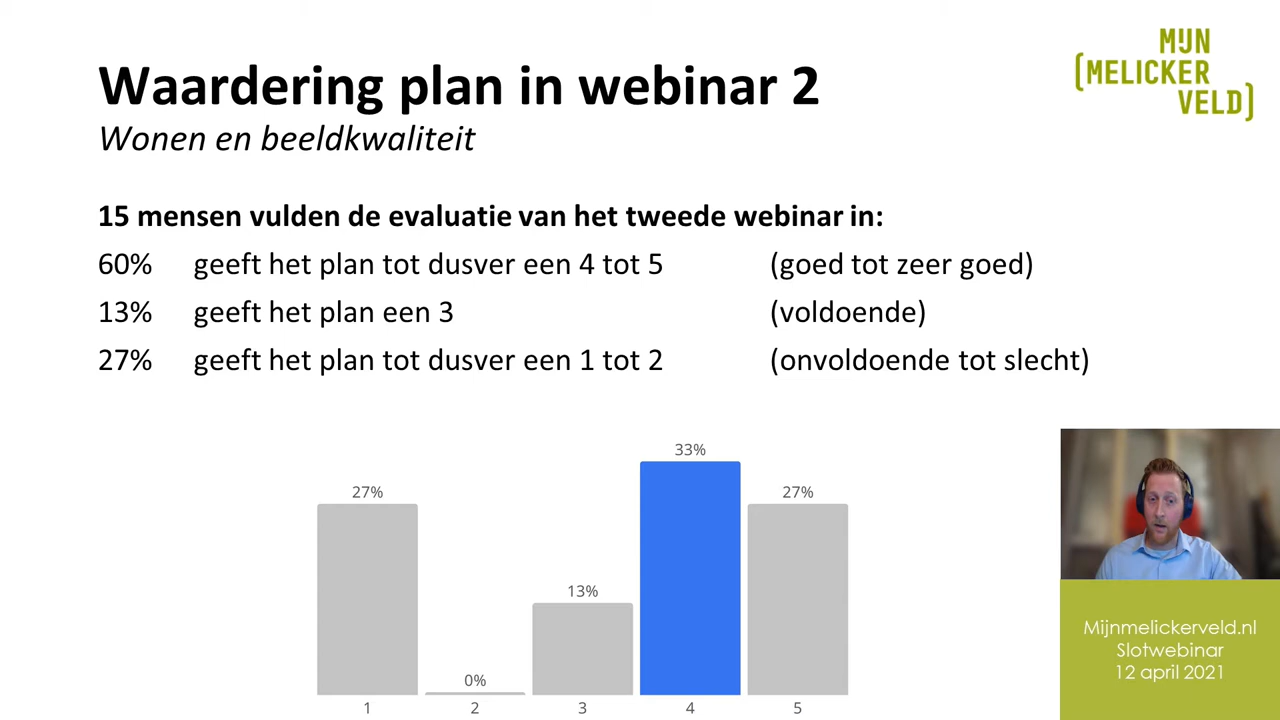 Waardering plan in webinar 2
Wonen en beeldkwaliteit
MIJN
(MELICKER
VELD)
15 mensen vulden de evaluatie van het tweede webinar in:
60% geeft het plan tot dusver een 4 tot 5 (goed tot zeer goed)
13% geeft het plan een 3 (voldoende)
27% geeft het plan tot dusver een 1 tot 2 (onvoldoende tot slecht)
27% 0% 13% 33% 27%
1 2 3 4 5
Mijnmelickerveld.nl
Slotwebinar
12 april 2021